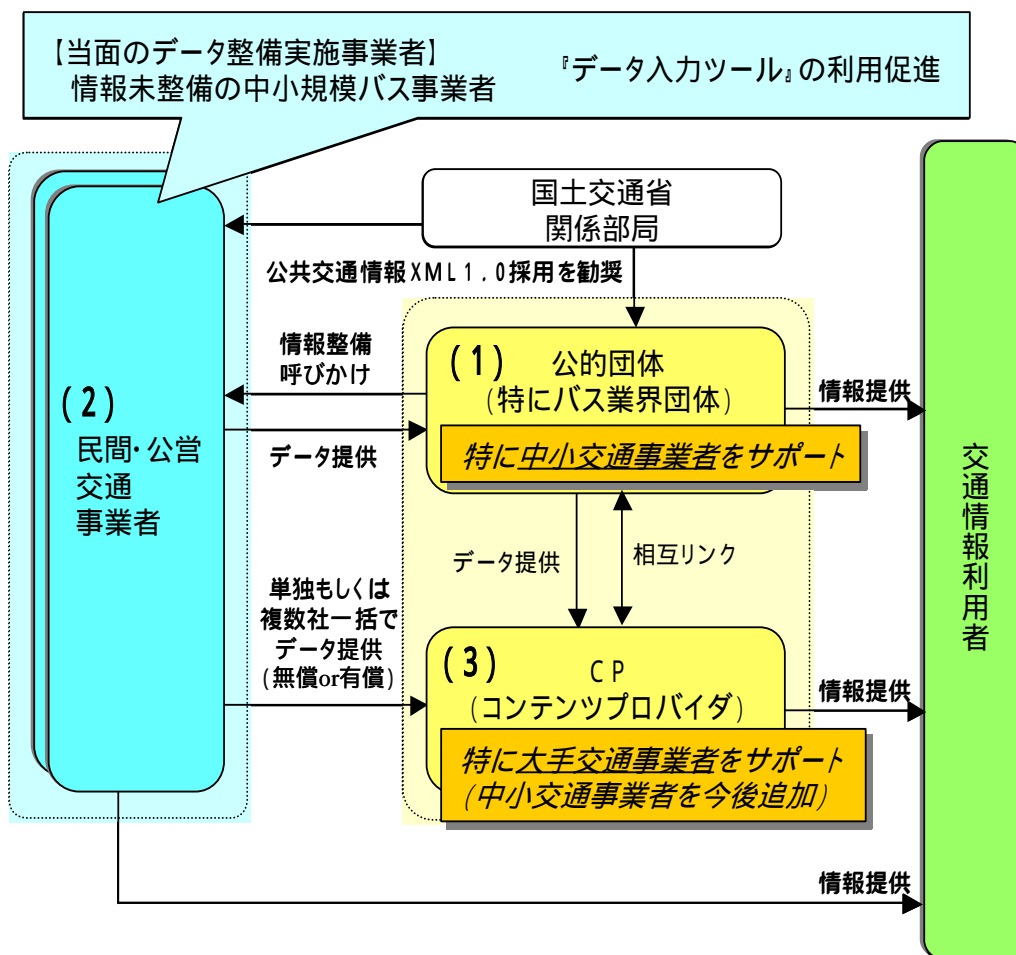 【当面のデータ整備実施事業者】
情報未整備の中小規模バス事業者
『データ入力ツール』の利用促進
国土交通省
関係部局
公共交通情報XML1.0採用を勧奨
情報整備
呼びかけ
(1) 公的団体
(特にバス業界団体)
特に中小交通事業者をサポート
情報提供
(2)
民間・公営
交通
事業者
データ提供
データ提供
相互リンク
単独もしくは
複数社一括で
データ提供
(無償or有償)
(3) CP
(コンテンツプロバイダ)
特に大手交通事業者をサポート
(中小交通事業者を今後追加)
情報提供
情報提供
交通情報利用者